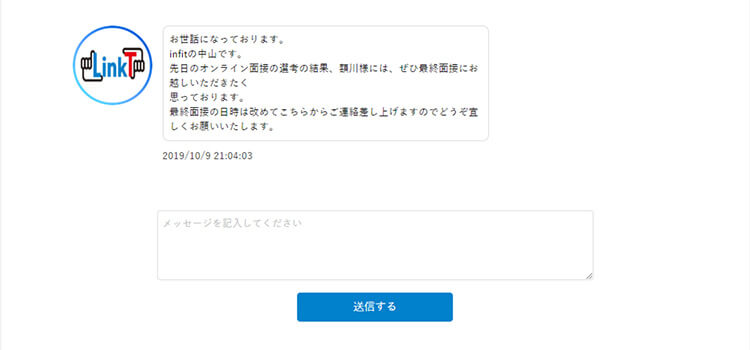 お世話になっております。
infitの中山です。
先日のオンライン面接の選考の結果、額川様には、ぜひ最終面接にお
越しいただきたく
思っております。
最終面接の日時は改めてこちらからご連絡差し上げますのでどうぞ宜
しくお願いいたします。
LinkT
2019/10/9 21:04:03
メッセージを記入してください
送信する